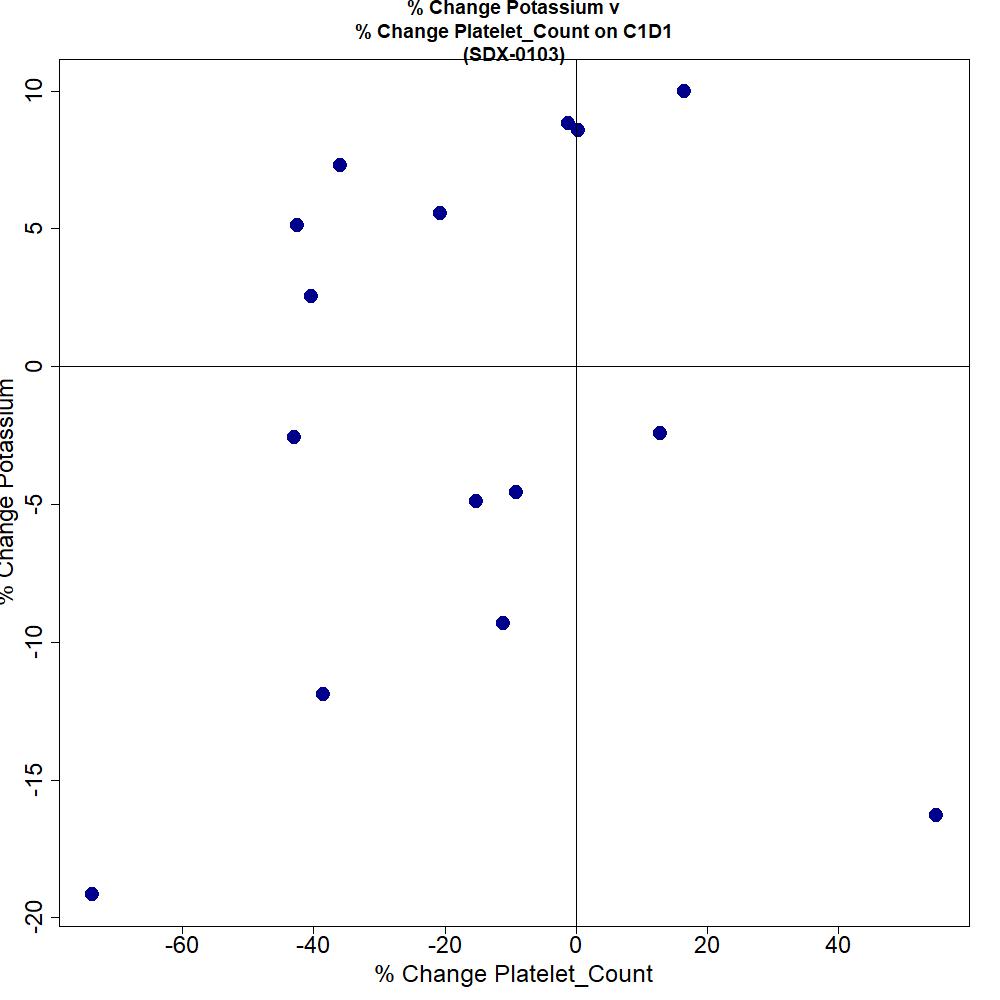 % Change Potassium v
% Change Platelet_Count on C1D1
(SDX-0103)
10
5
0
-5
-10
-15
-20
% Change Potassium
-60 -40 -20 0 20 40
% Change Platelet_Count